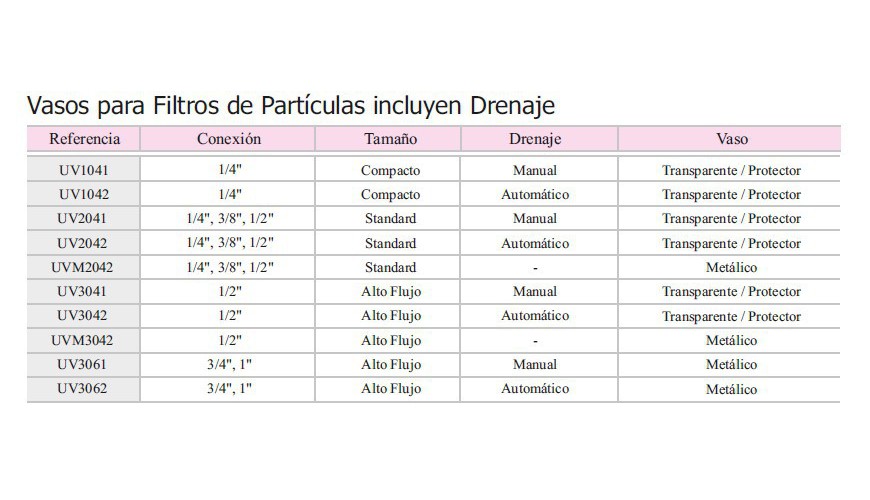 Vasos para Filtros de Partículas incluyen Drenaje
Referencia Conexión Tamaño Drenaje Vaso
UV1041 1/4" Compacto Manual Transparente / Protector
UV1042 1/4" Compacto Automático Transparente / Protector
UV2041 1/4", 3/8", 1/2" Standard Manual Transparente / Protector
UV2042 1/4", 3/8", 1/2" Standard Automático Transparente / Protector
UVM2042 1/4", 3/8", 1/2" Standard - Metálico
UV3041 1/2" Alto Flujo Manual Transparente / Protector
UV3042 1/2" Alto Flujo Automático Transparente / Protector
UVM3042 1/2" Alto Flujo - Metálico
UV3061 3/4", 1" Alto Flujo Manual Metálico
UV3062 3/4", 1" Alto Flujo Automático Metálico